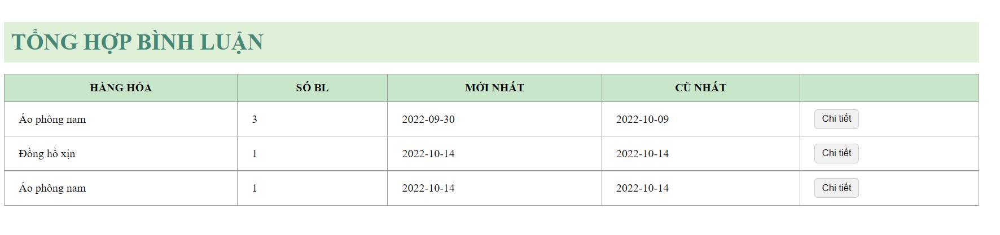 TỔNG HỢP BÌNH LUẬN
HÀNG HÓA SỐ BL MỚI NHẤT CŨ NHẤT
Áo phông nam 3 2022-09-30 2022-10-09 Chi tiết
Đồng hồ xịn 1 2022-10-14 2022-10-14 Chi tiết
Áo phông nam 1 2022-10-14 2022-10-14 Chi tiết